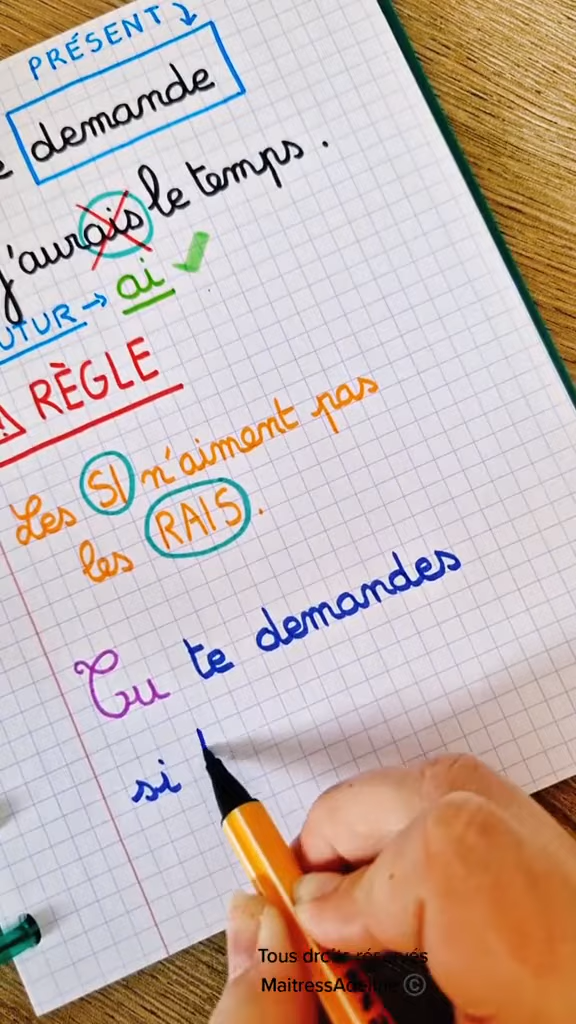 PRÉSENT
demande
j'aurais le temps.
→ ai ✓
RÈGLE
Les SI n'aiment pas
les RAIS.
Tu te demandes
si
Tous droits réservés
MaitressAdeline ©